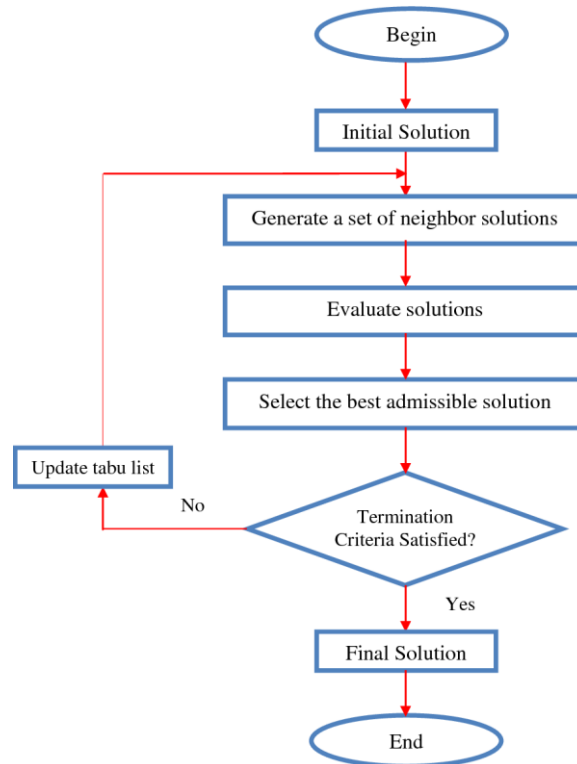 Begin
Initial Solution
Generate a set of neighbor solutions
Evaluate solutions
Select the best admissible solution
Update tabu list
No
Termination
Criteria Satisfied?
Yes
Final Solution
End